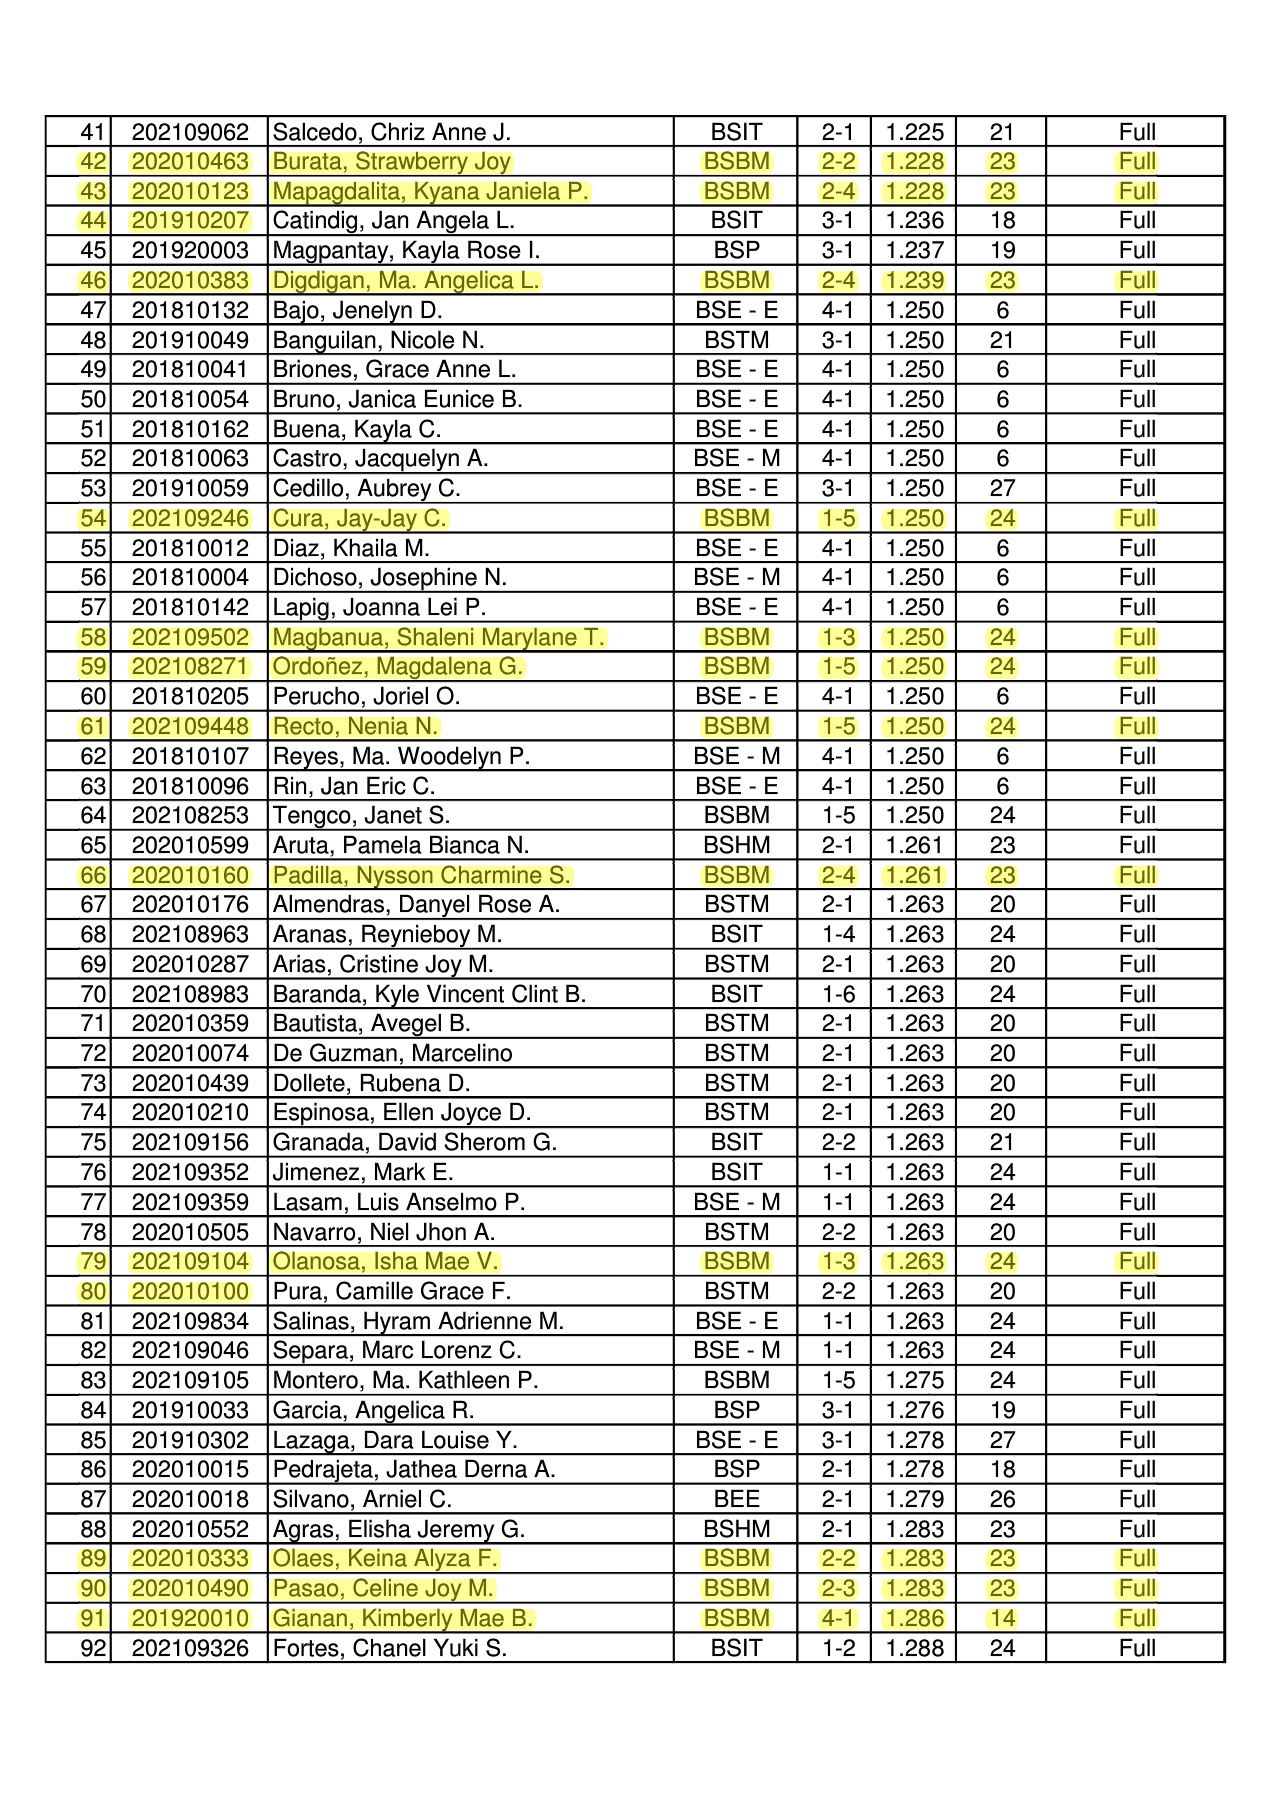 41 202109062 Salcedo, Chriz Anne J. BSIT 2-1 1.225 21 Full
42 202010463 Burata, Strawberry Joy BSBM 2-2 1.228 23 Full
43 202010123 Mapagdalita, Kyana Janiela P. BSBM 2-4 1.228 23 Full
44 201910207 Catindig, Jan Angela L. BSIT 3-1 1.236 18 Full
45 201920003 Magpantay, Kayla Rose I. BSP 3-1 1.237 19 Full
46 202010383 Digdigan, Ma. Angelica L. BSBM 2-4 1.239 23 Full
47 201810132 Bajo, Jenelyn D. BSE - E 4-1 1.250 6 Full
48 201910049 Banguilan, Nicole N. BSTM 3-1 1.250 21 Full
49 201810041 Briones, Grace Anne L. BSE - E 4-1 1.250 6 Full
50 201810054 Bruno, Janica Eunice B. BSE - E 4-1 1.250 6 Full
51 201810162 Buena, Kayla C. BSE - E 4-1 1.250 6 Full
52 201810063 Castro, Jacquelyn A. BSE - M 4-1 1.250 6 Full
53 201910059 Cedillo, Aubrey C. BSE - E 3-1 1.250 27 Full
54 202109246 Cura, Jay-Jay C. BSBM 1-5 1.250 24 Full
55 201810012 Diaz, Khaila M. BSE - E 4-1 1.250 6 Full
56 201810004 Dichoso, Josephine N. BSE - M 4-1 1.250 6 Full
57 201810142 Lapig, Joanna Lei P. BSE - E 4-1 1.250 6 Full
58 202109502 Magbanua, Shaleni Marylane T. BSBM 1-3 1.250 24 Full
59 202108271 Ordoñez, Magdalena G. BSBM 1-5 1.250 24 Full
60 201810205 Perucho, Joriel O. BSE - E 4-1 1.250 6 Full
61 202109448 Recto, Nenia N. BSBM 1-5 1.250 24 Full
62 201810107 Reyes, Ma. Woodelyn P. BSE - M 4-1 1.250 6 Full
63 201810096 Rin, Jan Eric C. BSE - E 4-1 1.250 6 Full
64 202108253 Tengco, Janet S. BSBM 1-5 1.250 24 Full
65 202010599 Aruta, Pamela Bianca N. BSHM 2-1 1.261 23 Full
66 202010160 Padilla, Nysson Charmine S. BSBM 2-4 1.261 23 Full
67 202010176 Almendras, Danyel Rose A. BSTM 2-1 1.263 20 Full
68 202108963 Aranas, Reynieboy M. BSIT 1-4 1.263 24 Full
69 202010287 Arias, Cristine Joy M. BSTM 2-1 1.263 20 Full
70 202108983 Baranda, Kyle Vincent Clint B. BSIT 1-6 1.263 24 Full
71 202010359 Bautista, Avegel B. BSTM 2-1 1.263 20 Full
72 202010074 De Guzman, Marcelino BSTM 2-1 1.263 20 Full
73 202010439 Dollete, Rubena D. BSTM 2-1 1.263 20 Full
74 202010210 Espinosa, Ellen Joyce D. BSTM 2-1 1.263 20 Full
75 202109156 Granada, David Sherom G. BSIT 2-2 1.263 21 Full
76 202109352 Jimenez, Mark E. BSIT 1-1 1.263 24 Full
77 202109359 Lasam, Luis Anselmo P. BSE - M 1-1 1.263 24 Full
78 202010505 Navarro, Niel Jhon A. BSTM 2-2 1.263 20 Full
79 202109104 Olanosa, Isha Mae V. BSBM 1-3 1.263 24 Full
80 202010100 Pura, Camille Grace F. BSTM 2-2 1.263 20 Full
81 202109834 Salinas, Hyram Adrienne M. BSE - E 1-1 1.263 24 Full
82 202109046 Separa, Marc Lorenz C. BSE - M 1-1 1.263 24 Full
83 202109105 Montero, Ma. Kathleen P. BSBM 1-5 1.275 24 Full
84 201910033 Garcia, Angelica R. BSP 3-1 1.276 19 Full
85 201910302 Lazaga, Dara Louise Y. BSE - E 3-1 1.278 27 Full
86 202010015 Pedrajeta, Jathea Derna A. BSP 2-1 1.278 18 Full
87 202010018 Silvano, Arniel C. BEE 2-1 1.279 26 Full
88 202010552 Agras, Elisha Jeremy G. BSHM 2-1 1.283 23 Full
89 202010333 Olaes, Keina Alyza F. BSBM 2-2 1.283 23 Full
90 202010490 Pasao, Celine Joy M. BSBM 2-3 1.283 23 Full
91 201920010 Gianan, Kimberly Mae B. BSBM 4-1 1.286 14 Full
92 202109326 Fortes, Chanel Yuki S. BSIT 1-2 1.288 24 Full